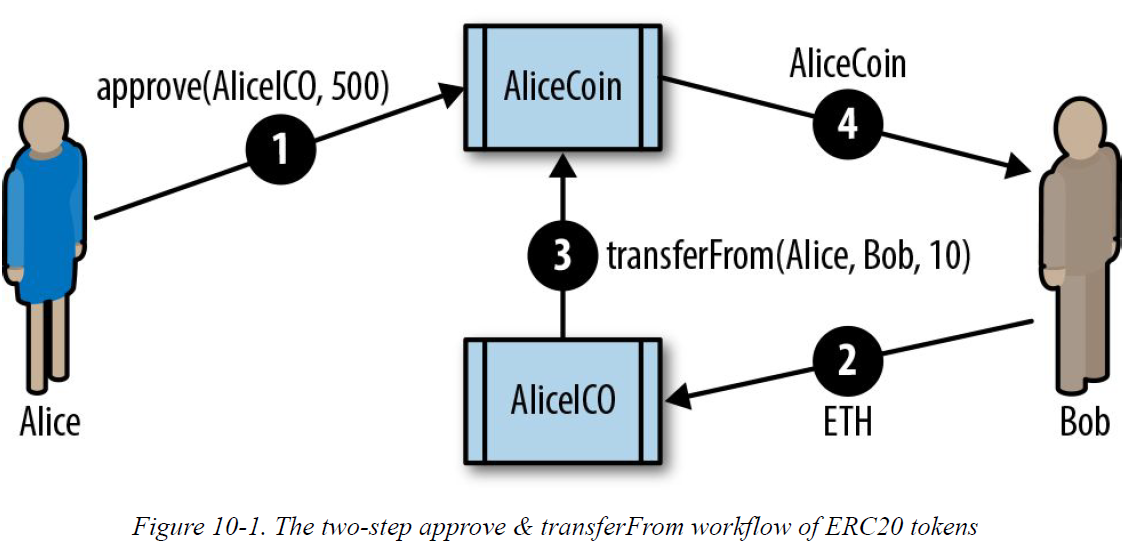 approve(AliceICO, 500)
1
AliceCoin
AliceCoin
4
3
transferFrom(Alice, Bob, 10)
AliceICO
2
ETH
Alice
Bob
Figure 10-1. The two-step approve & transferFrom workflow of ERC20 tokens